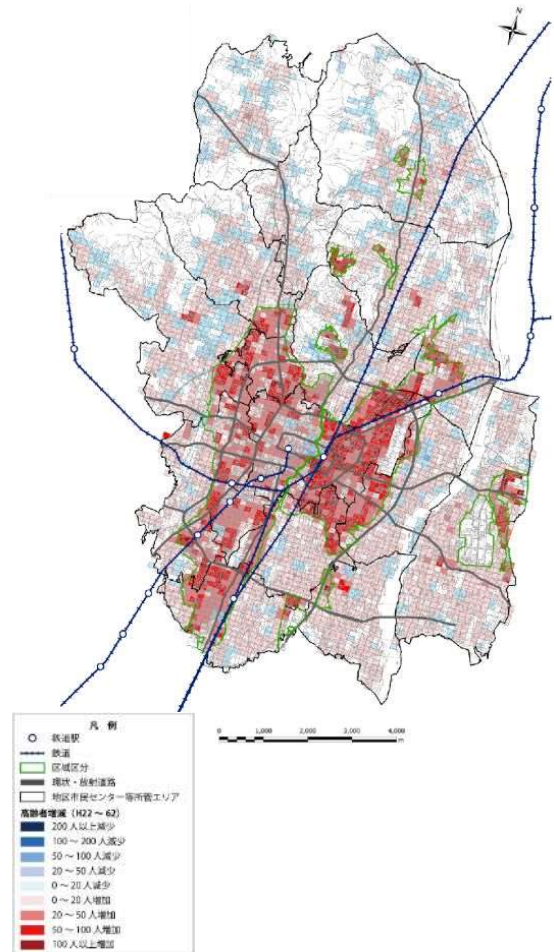 N
凡 例
鉄道駅
鉄道
区域区分
環状・放射道路
地区市民センター等所管エリア
高齢者増減（H22 ～ 62）
200 人以上減少
100 ～ 200 人減少
50 ～ 100 人減少
20 ～ 50 人減少
0 ～ 20 人減少
0 ～ 20 人増加
20 ～ 50 人増加
50 ～ 100 人増加
100 人以上増加
0 1,000 2,000 3,000 4,000
m